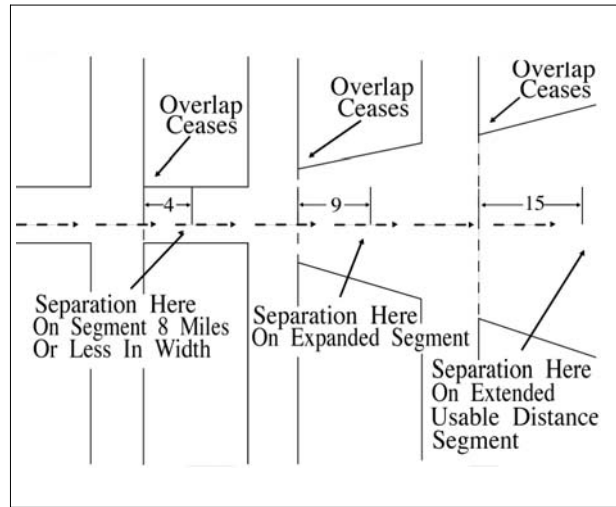 Overlap
Ceases
Overlap
Ceases
Overlap
Ceases
4
9
15
Separation Here
On Segment 8 Miles
Or Less In Width
Separation Here
On Expanded Segment
Separation Here
On Extended
Usable Distance
Segment